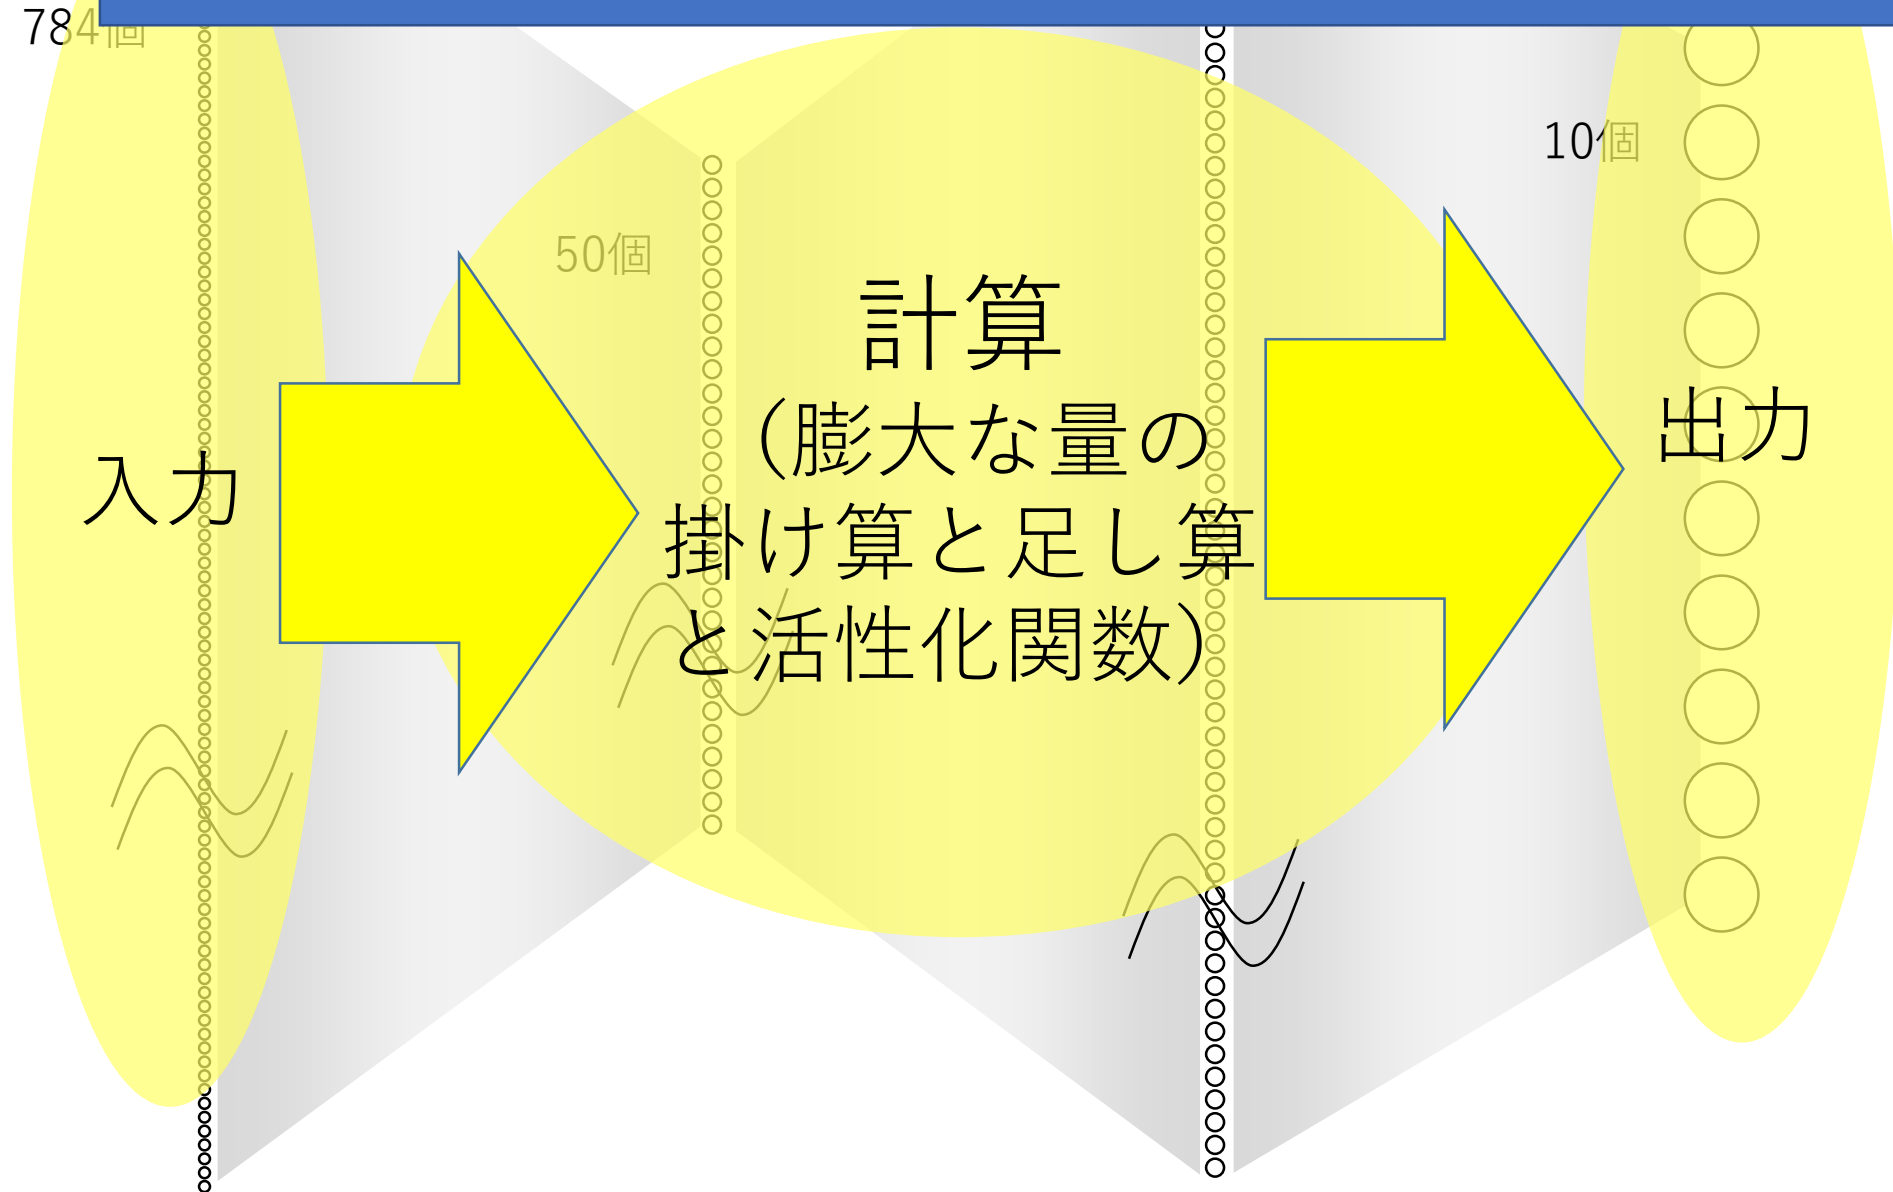 784個
10個
50個
計算
（膨大な量の
掛け算と足し算
と活性化関数）
入力
出力